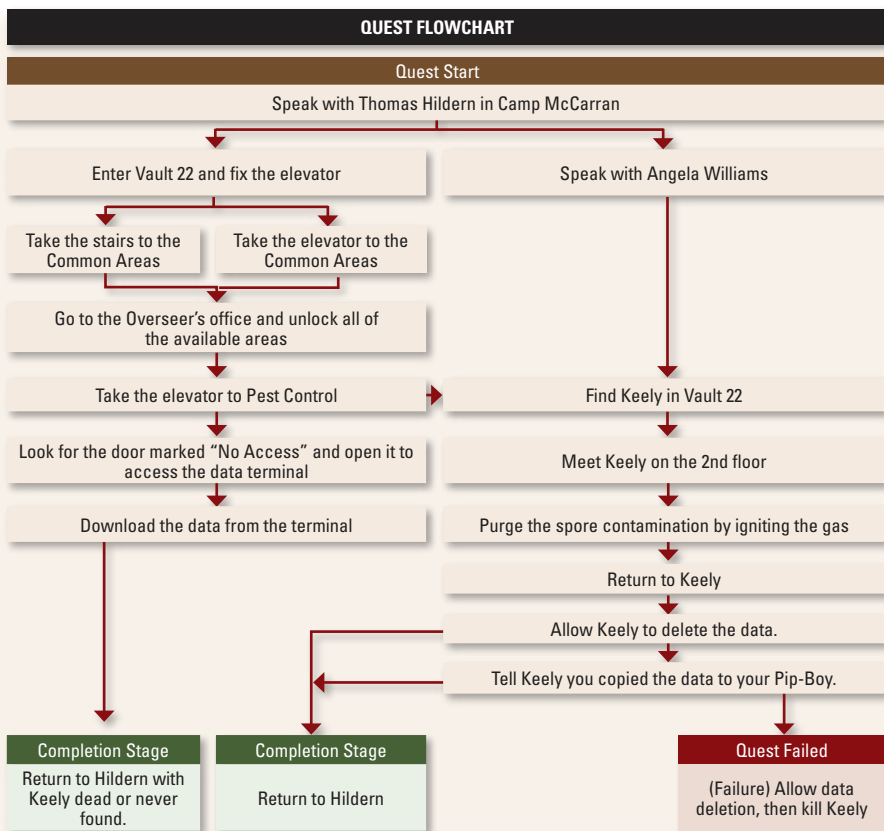 QUEST FLOWCHART
Quest Start
Speak with Thomas Hildern in Camp McCarran
Enter Vault 22 and fix the elevator
Speak with Angela Williams
Take the stairs to the
Common Areas
Take the elevator to the
Common Areas
Go to the Overseer's office and unlock all of
the available areas
Take the elevator to Pest Control
Find Keely in Vault 22
Look for the door marked “No Access” and open it to
access the data terminal
Meet Keely on the 2nd floor
Download the data from the terminal
Purge the spore contamination by igniting the gas
Return to Keely
Allow Keely to delete the data.
Tell Keely you copied the data to your Pip-Boy.
Completion Stage
Return to Hildern with
Keely dead or never
found.
Completion Stage
Return to Hildern
Quest Failed
(Failure) Allow data
deletion, then kill Keely